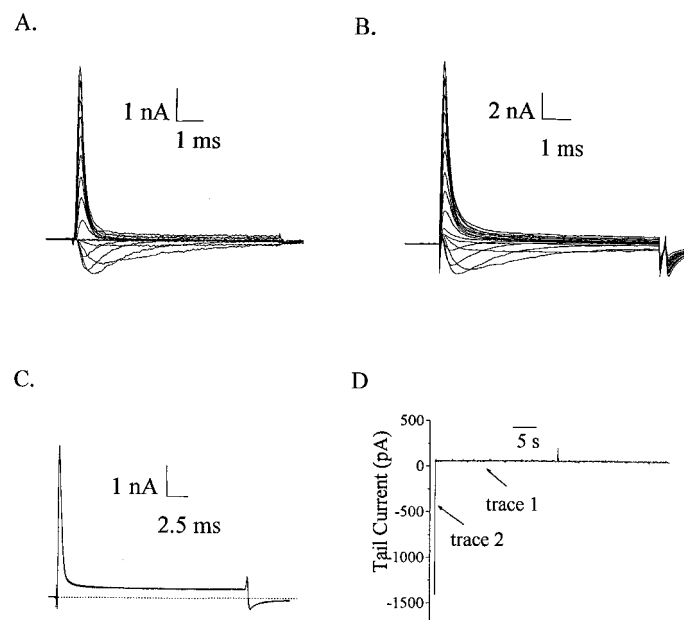 A.
1 nA
1 ms
B.
2 nA
1 ms
C.
1 nA
2.5 ms
D
Tail Current (pA)
500
0
-500
-1000
-1500
5 s
trace 1
trace 2